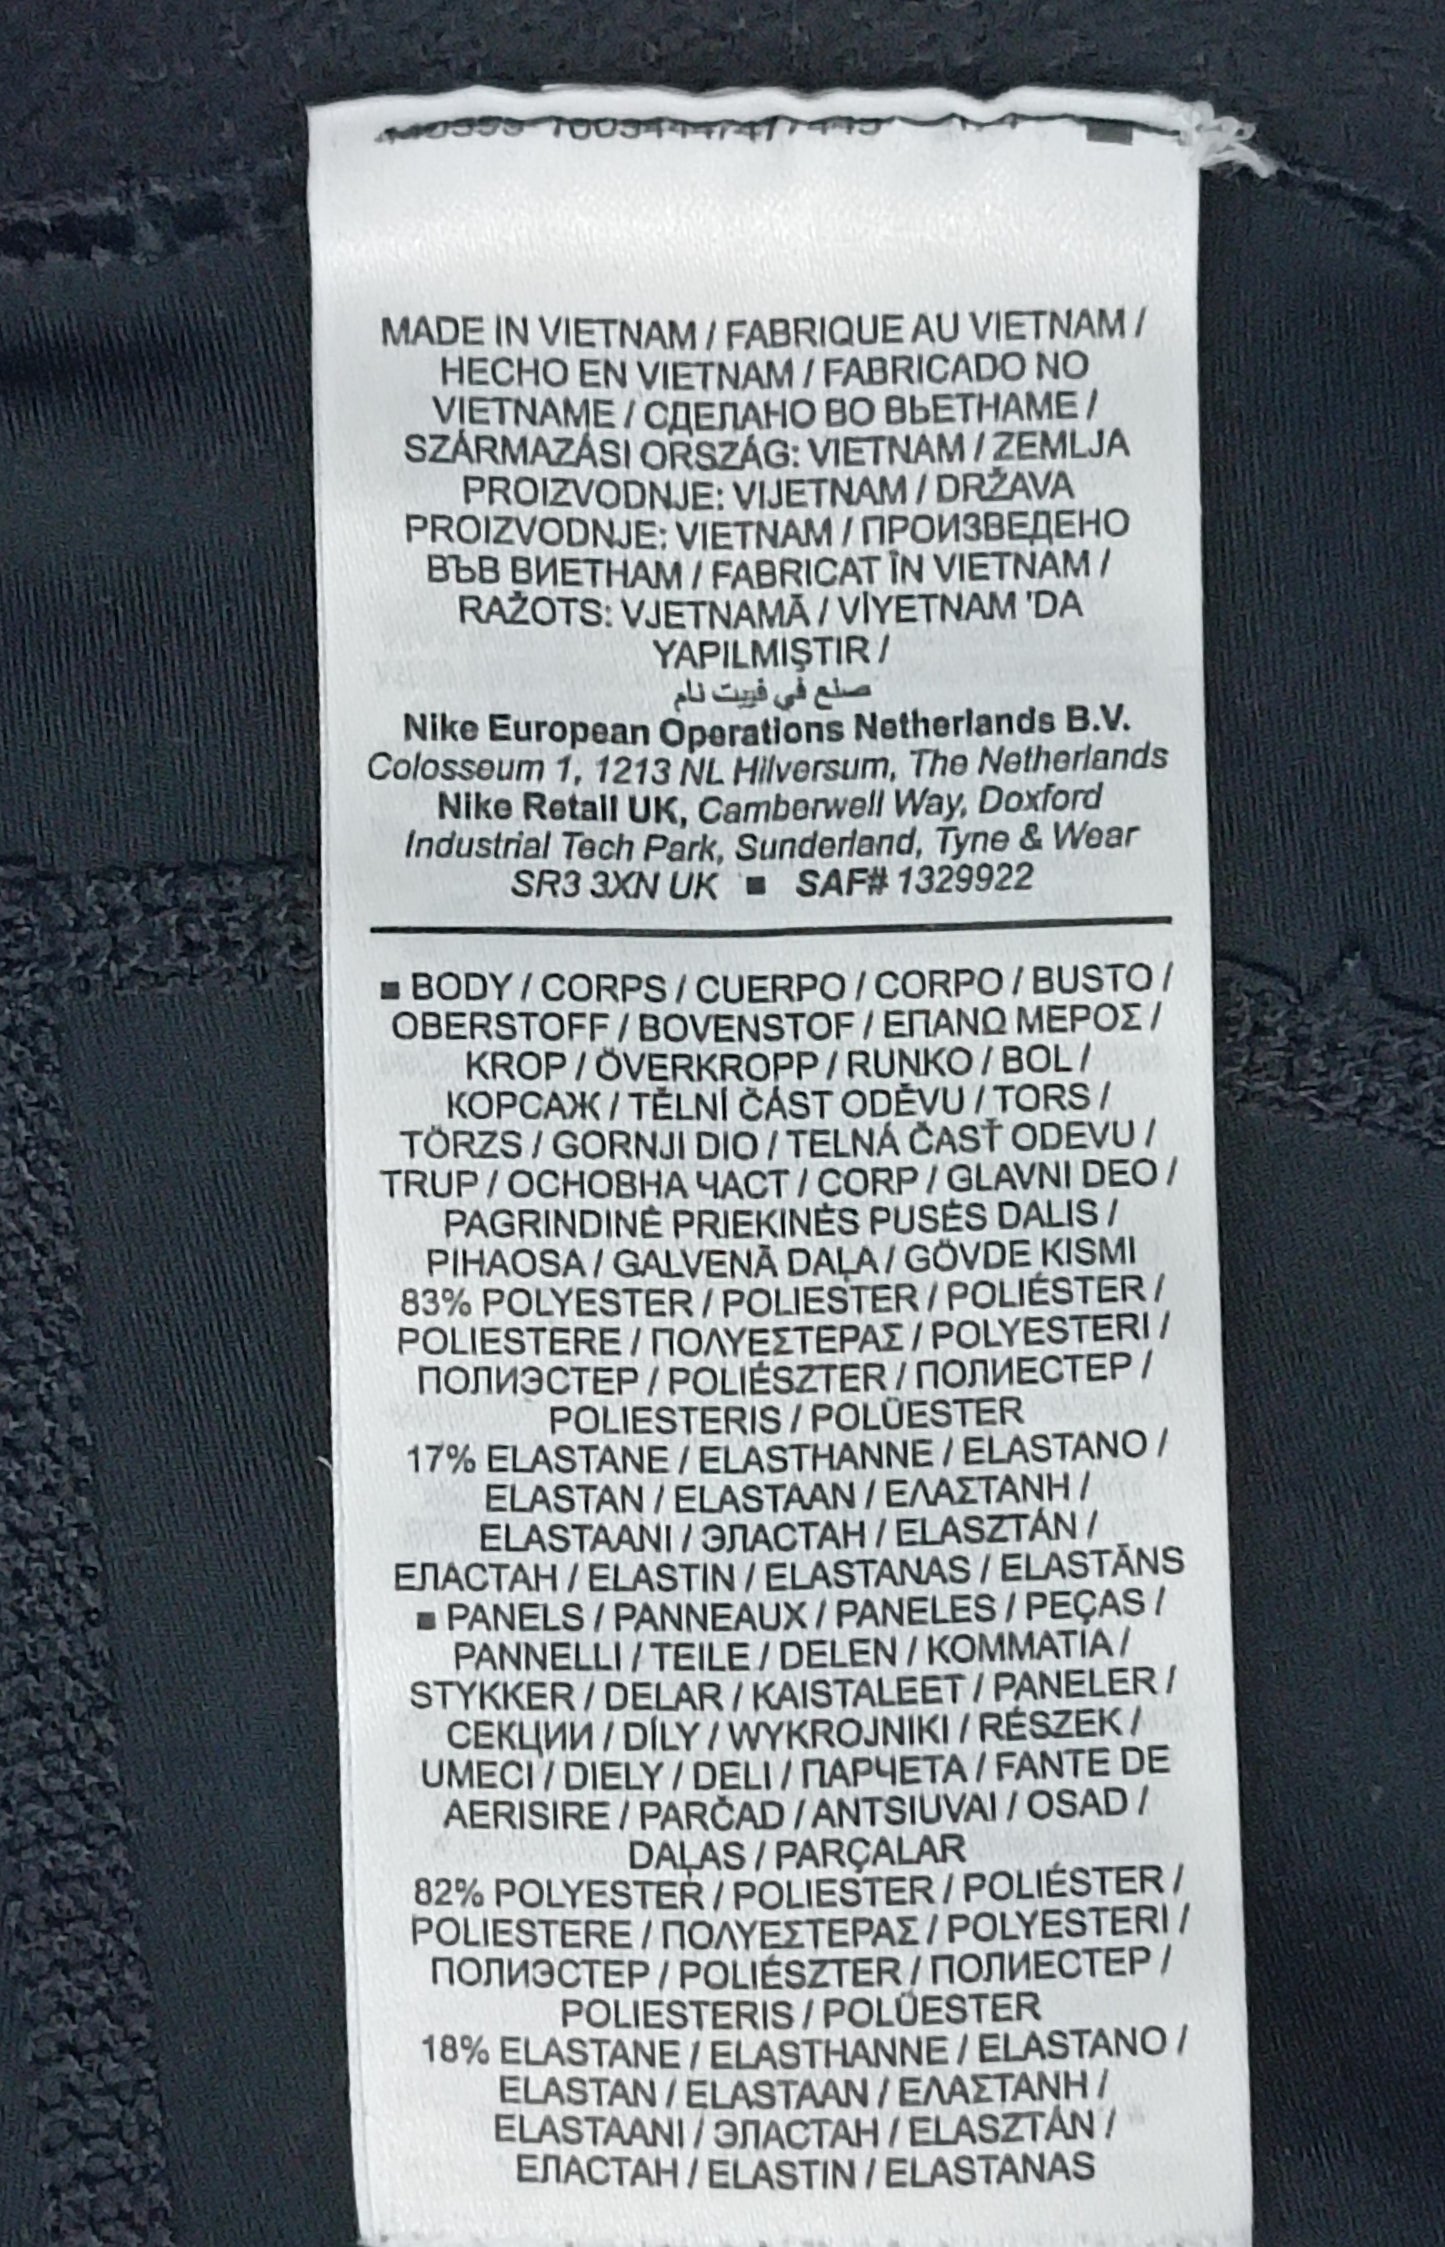 MADE IN VIETNAM / FABRIQUE AU VIETNAM /
HECHO EN VIETNAM / FABRICADO NO
VIETNAME / СДЕЛАНО ВО ВЬЕТНАМЕ /
SZÁRMAZÁSI ORSZÁG: VIETNAM / ZEMLJA
PROIZVODNJE: VIJETNAM / DRŽAVA
PROIZVODNJE: VIETNAM / ПРОИЗВЕДЕНО
ВЪВ ВИЕТНАМ / FABRICAT ÎN VIETNAM /
RAŽOTS: VJETNAMĀ / VİYETNAM 'DA
YAPILMIŞTIR /
صنع في فييت نام
Nike European Operations Netherlands B.V.
Colosseum 1, 1213 NL Hilversum, The Netherlands
Nike Retail UK, Camberwell Way, Doxford
Industrial Tech Park, Sunderland, Tyne & Wear
SR3 3XN UK ■ SAF# 1329922
■ BODY / CORPS / CUERPO / CORPO / BUSTO /
OBERSTOFF / BOVENSTOF / ΕΠΑΝΩ ΜΕΡΟΣ /
KROP / ÖVERKROPP / RUNKO / BOL /
КОРСАЖ / TĚLNÍ ČÁST ODĚVU / TORS /
TÖRZS / GORNJI DIO / TELNÁ ČASŤ ODEVU /
TRUP / ОСНОВНА ЧАСТ / CORP / GLAVNI DEO /
PAGRINDINĖ PRIEKINĖS PUSĖS DALIS /
PIHAOSA / GALVENĀ DAĻA / GÖVDE KISMI
83% POLYESTER / POLIESTER / POLIÉSTER /
POLIESTERE / ΠΟΛΥΕΣΤΕΡΑΣ / POLYESTERI /
ПОЛИЭСТЕР / POLIÉSZTER / ПОЛИЕСТЕР /
POLIESTERIS / POLÜESTER
17% ELASTANE / ELASTHANNE / ELASTANO /
ELASTAN / ELASTAAN / ΕΛΑΣΤΑΝΗ /
ELASTAANI / ЭЛАСТАН / ELASZTÁN /
ЕЛАСТАН / ELASTIN / ELASTANAS / ELASTĀNS
■ PANELS / PANNEAUX / PANELES / PEÇAS /
PANNELLI / TEILE / DELEN / ΚΟΜΜΑΤΙΑ /
STYKKER / DELAR / KAISTALEET / PANELER /
СЕКЦИИ / DÍLY / WYKROJNIKI / RÉSZEK /
UMECI / DIELY / DELI / ПАРЧЕТА / FANTE DE
AERISIRE / PARČAD / ANTSIUVAI / OSAD /
DAĻAS / PARÇALAR
82% POLYESTER / POLIESTER / POLIÉSTER /
POLIESTERE / ΠΟΛΥΕΣΤΕΡΑΣ / POLYESTERI /
ПОЛИЭСТЕР / POLIÉSZTER / ПОЛИЕСТЕР /
POLIESTERIS / POLÜESTER
18% ELASTANE / ELASTHANNE / ELASTANO /
ELASTAN / ELASTAAN / ΕΛΑΣΤΑΝΗ /
ELASTAANI / ЭЛАСТАН / ELASZTÁN /
ЕЛАСТАН / ELASTIN / ELASTANAS